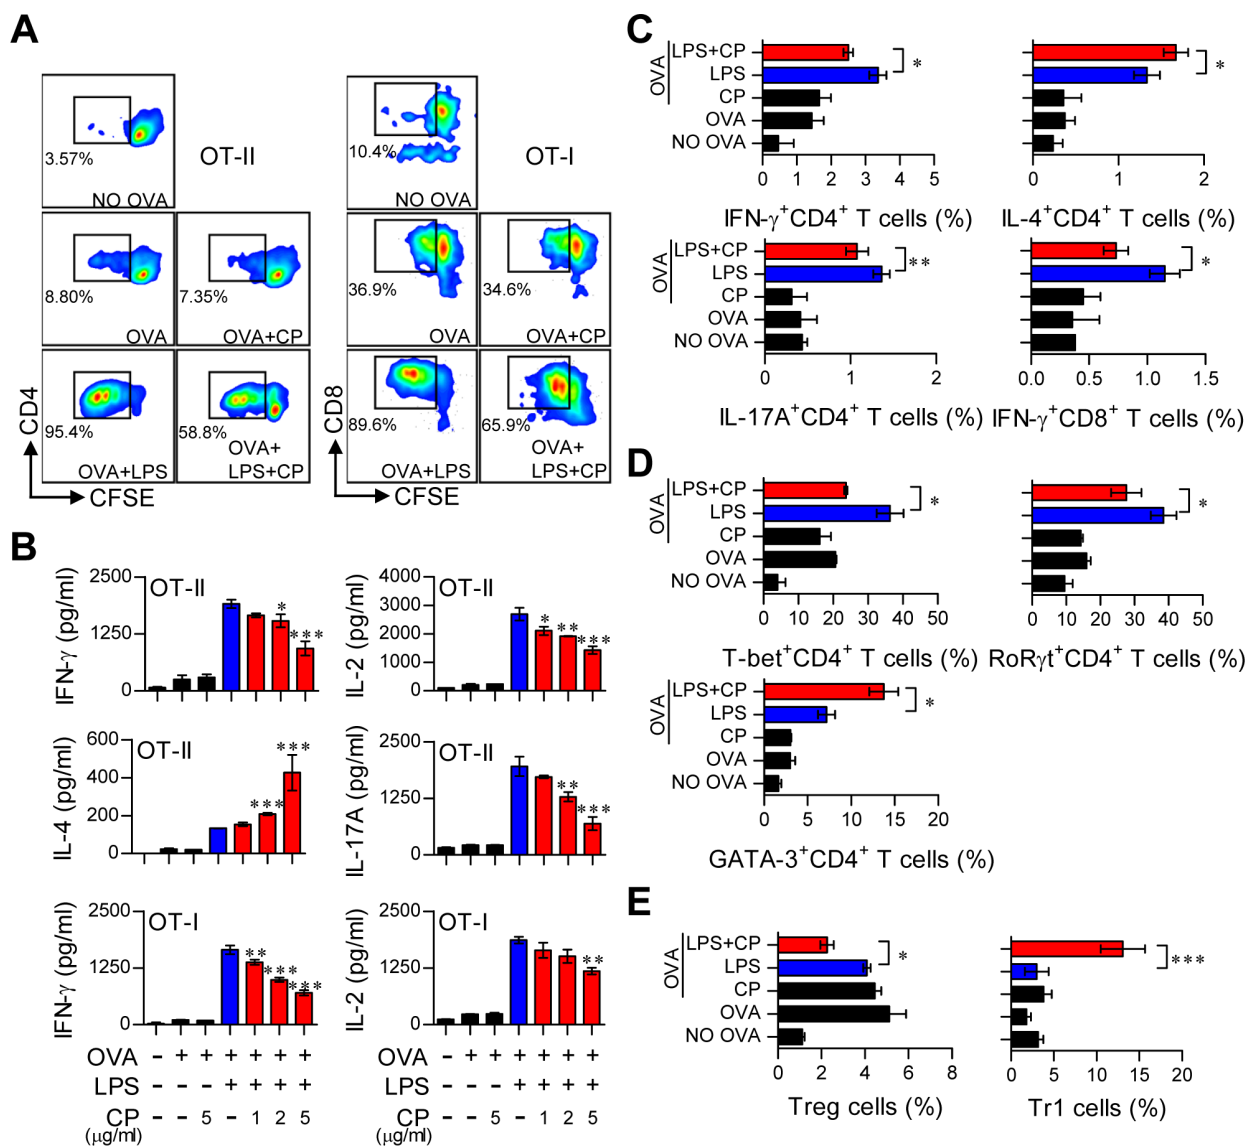 A
3.57%
NO OVA
OT-II
8.80%
OVA
7.35%
OVA+CP
95.4%
OVA+LPS
58.8%
OVA+
LPS+CP
CD4
CFSE
10.4%
NO OVA
OT-I
36.9%
OVA
34.6%
OVA+CP
89.6%
OVA+LPS
65.9%
OVA+
LPS+CP
CD8
CFSE
B
IFN-γ (pg/ml)
2500
1250
0
OT-II
*
***
IL-2 (pg/ml)
4000
3000
2000
1000
0
OT-II
*
**
***
IL-4 (pg/ml)
600
400
200
0
OT-II
***
***
IL-17A (pg/ml)
2500
1250
0
OT-II
**
***
IFN-γ (pg/ml)
2500
1250
0
OT-I
**
***
***
IL-2 (pg/ml)
2500
1250
0
OT-I
**
OVA - + + + + + + - + + + + + +
LPS - - - + + + + - - - + + + +
CP - - 5 - 1 2 5 - - 5 - 1 2 5
(μg/ml) (μg/ml)
C
OVA
LPS+CP
LPS
CP
OVA
NO OVA
*
0 1 2 3 4 5
IFN-γ+CD4+ T cells (%)
*
0 1 2
IL-4+CD4+ T cells (%)
OVA
LPS+CP
LPS
CP
OVA
NO OVA
**
0 1 2
IL-17A+CD4+ T cells (%)
*
0.0 0.5 1.0 1.5
IFN-γ+CD8+ T cells (%)
D
OVA
LPS+CP
LPS
CP
OVA
NO OVA
*
0 10 20 30 40 50
T-bet+CD4+ T cells (%)
*
0 10 20 30 40 50
RoRγt+CD4+ T cells (%)
OVA
LPS+CP
LPS
CP
OVA
NO OVA
*
0 5 10 15 20
GATA-3+CD4+ T cells (%)
E
OVA
LPS+CP
LPS
CP
OVA
NO OVA
*
0 2 4 6 8
Treg cells (%)
***
0 5 10 15 20
Tr1 cells (%)